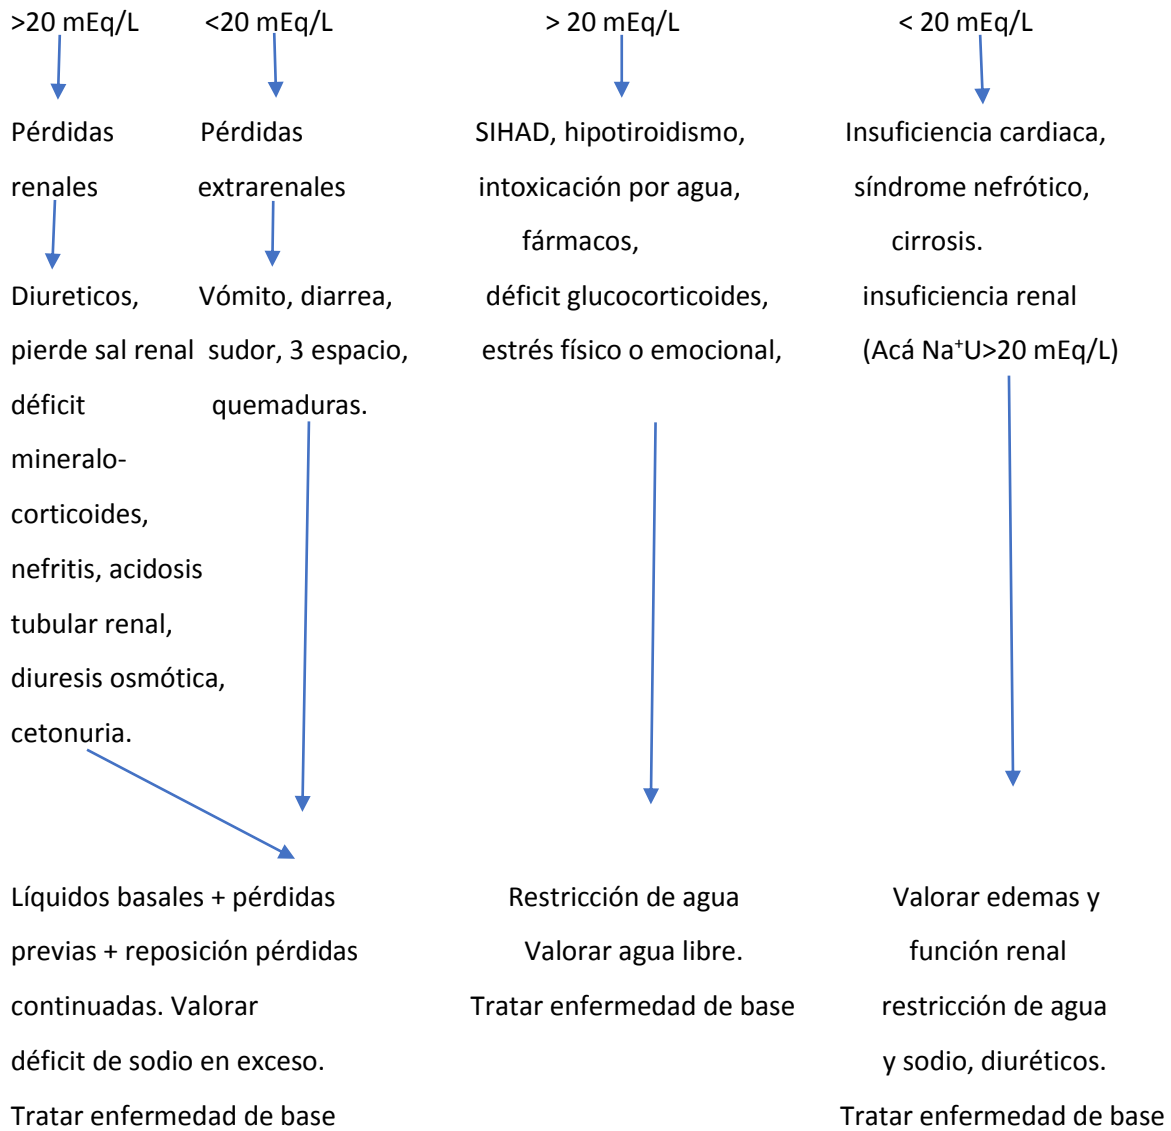 >20 mEq/L <20 mEq/L > 20 mEq/L < 20 mEq/L
Pérdidas Pérdidas SIHAD, hipotiroidismo, Insuficiencia cardiaca,
renales extrarenales intoxicación por agua, síndrome nefrótico,
fármacos, cirrosis.
Diureticos, Vómito, diarrea, déficit glucocorticoides, insuficiencia renal
pierde sal renal sudor, 3 espacio, estrés físico o emocional, (Acá Na⁺U>20 mEq/L)
déficit quemaduras.
mineralo-
corticoides,
nefritis, acidosis
tubular renal,
diuresis osmótica,
cetonuria.
Líquidos basales + pérdidas Restricción de agua Valorar edemas y
previas + reposición pérdidas Valorar agua libre. función renal
continuadas. Valorar Tratar enfermedad de base restricción de agua
déficit de sodio en exceso. y sodio, diuréticos.
Tratar enfermedad de base Tratar enfermedad de base